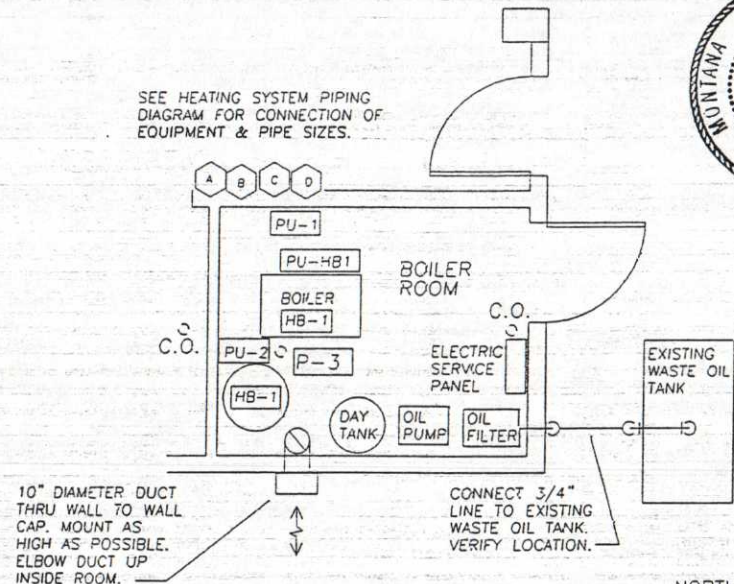 SEE HEATING SYSTEM PIPING
DIAGRAM FOR CONNECTION OF
EQUIPMENT & PIPE SIZES.
MONTANA
A B C D
PU-1
PU-HB1
BOILER
ROOM
BOILER
HB-1
C.O.
C.O.
PU-2
P-3
ELECTRIC
SERVICE
PANEL
EXISTING
WASTE OIL
TANK
HB-1
DAY
TANK
OIL
PUMP
OIL
FILTER
10" DIAMETER DUCT
THRU WALL TO WALL
CAP. MOUNT AS
HIGH AS POSSIBLE.
ELBOW DUCT UP
INSIDE ROOM.
CONNECT 3/4"
LINE TO EXISTING
WASTE OIL TANK.
VERIFY LOCATION.